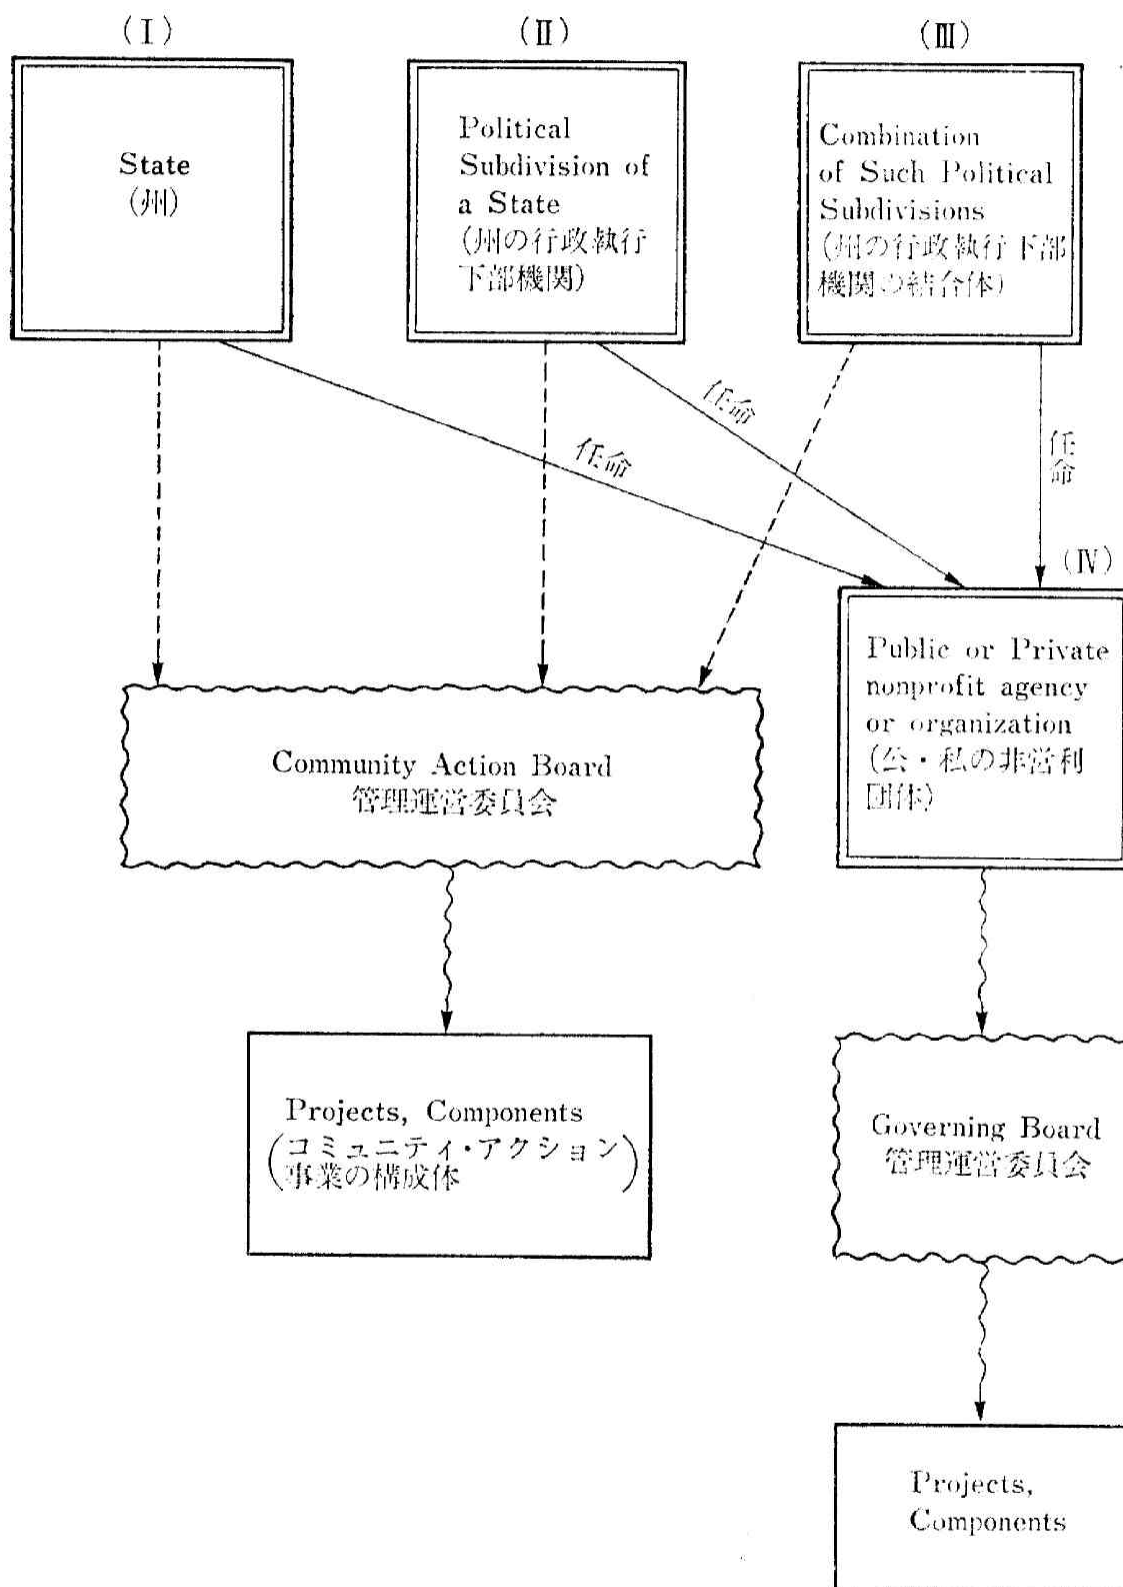 (Ⅰ)
(Ⅱ)
(Ⅲ)
State
(州)
Political
Subdivision of
a State
(州の行政執行
下部機関)
Combination
of Such Political
Subdivisions
(州の行政執行下部
機関の結合体)
任命
任命
任命
(Ⅳ)
Public or Private
nonprofit agency
or organization
(公・私の非営利
団体)
Community Action Board
管理運営委員会
Projects, Components
(コミュニティ・アクション
事業の構成体)
Governing Board
管理運営委員会
Projects,
Components